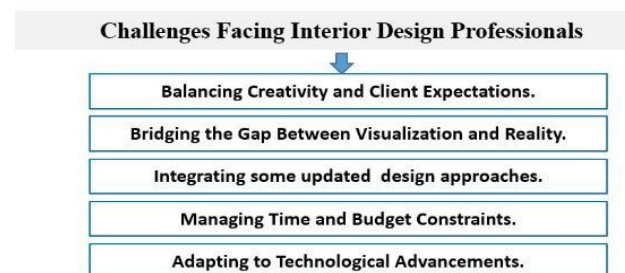 Challenges Facing Interior Design Professionals
Balancing Creativity and Client Expectations.
Bridging the Gap Between Visualization and Reality.
Integrating some updated design approaches.
Managing Time and Budget Constraints.
Adapting to Technological Advancements.